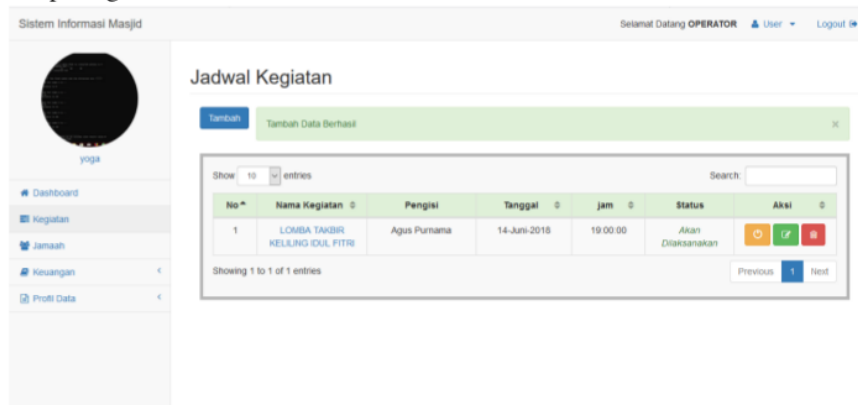 Sistem Informasi Masjid
Selamat Datang OPERATOR User Logout
yoga
Dashboard
Kegiatan
Jamaah
Keuangan
Profil Data
Jadwal Kegiatan
Tambah
Tambah Data Berhasil ×
Show 10 entries Search:
No Nama Kegiatan Pengisi Tanggal jam Status Aksi
1 LOMBA TAKBIR Agus Purnama 14-Juni-2018 19:00:00 Akan
KELILING IDUL FITRI Dilaksanakan
Showing 1 to 1 of 1 entries Previous 1 Next